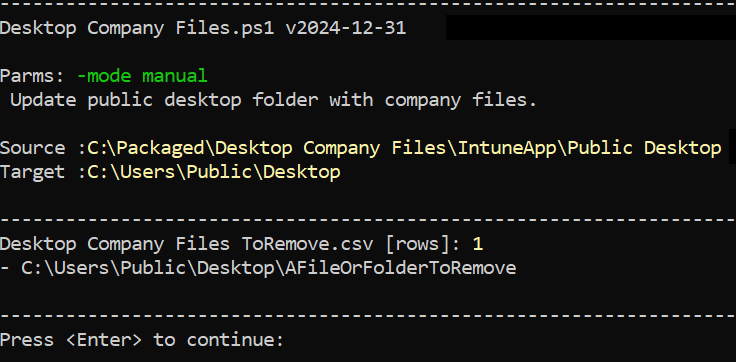 --------------------------------------------------------------
Desktop Company Files.ps1 v2024-12-31
Parms: -mode manual
Update public desktop folder with company files.
Source :C:\Packaged\Desktop Company Files\IntuneApp\Public Desktop
Target :C:\Users\Public\Desktop
--------------------------------------------------------------
Desktop Company Files ToRemove.csv [rows]: 1
- C:\Users\Public\Desktop\AFileOrFolderToRemove
--------------------------------------------------------------
Press <Enter> to continue: